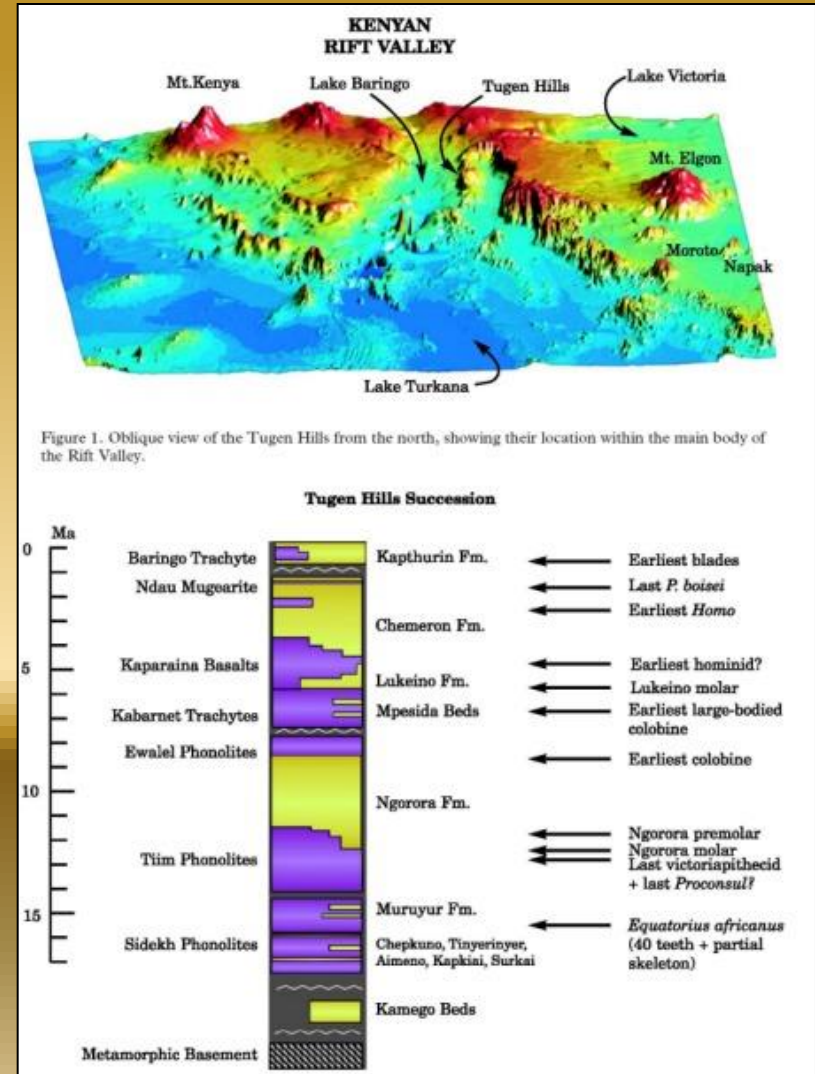 KENYAN
RIFT VALLEY
Mt.Kenya
Lake Baringo
Tugen Hills
Lake Victoria
Mt. Elgon
Moroto
Napak
Lake Turkana
Figure 1. Oblique view of the Tugen Hills from the north, showing their location within the main body of
the Rift Valley.
Tugen Hills Succession
Ma
0
5
10
15
Baringo Trachyte
Ndau Mugearite
Kaparaina Basalts
Kabarnet Trachytes
Ewalel Phonolites
Tiim Phonolites
Sidekh Phonolites
Metamorphic Basement
Kapthurin Fm.
Chemeron Fm.
Lukeino Fm.
Mpesida Beds
Ngorora Fm.
Muruyur Fm.
Chepkuno, Tinyerinyer,
Aimeno, Kapkiai, Surkai
Kamego Beds
Earliest blades
Last P. boisei
Earliest Homo
Earliest hominid?
Lukeino molar
Earliest large-bodied
colobine
Earliest colobine
Ngorora premolar
Ngorora molar
Last victoriapithecid
+ last Proconsul?
Equatorius africanus
(40 teeth + partial
skeleton)